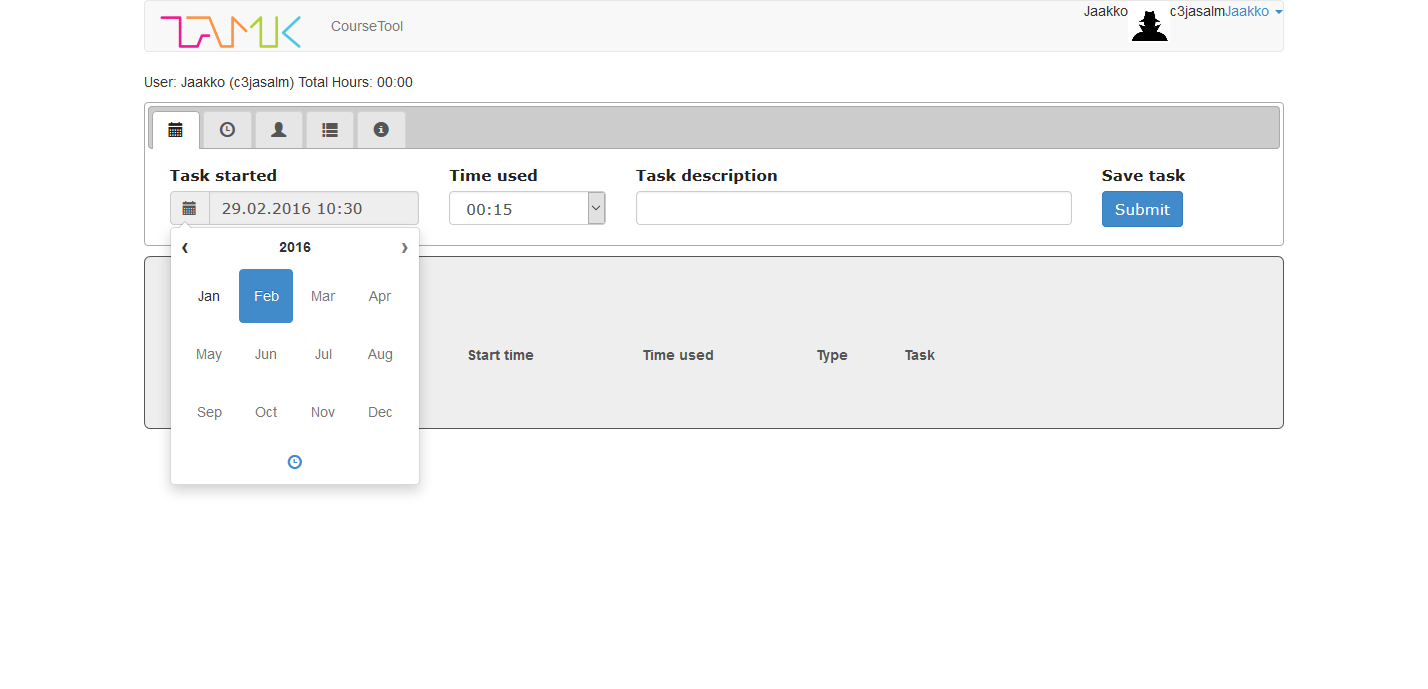 TAMK CourseTool Jaakko c3jasalmJaakko
User: Jaakko (c3jasalm) Total Hours: 00:00
Task started Time used Task description Save task
29.02.2016 10:30 00:15 Submit
‹ 2016 ›
Jan Feb Mar Apr
May Jun Jul Aug
Start time Time used Type Task
Sep Oct Nov Dec